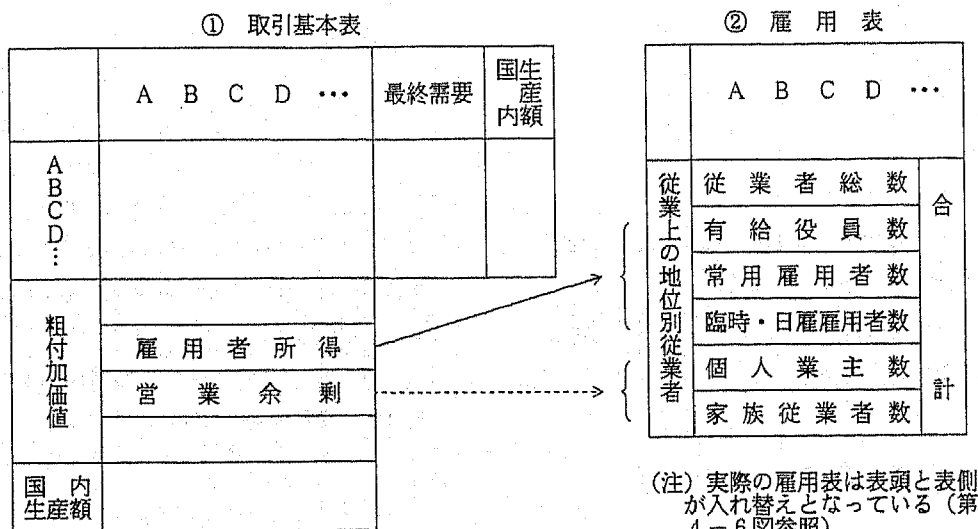 ① 取引基本表
A B C D … 最終需要 国内生産額
A
B
C
D
⋮
粗付加価値
雇用者所得
営業余剰
国内生産額
② 雇用表
A B C D …
従業上の地位別従業者
従業者総数
有給役員数
常用雇用者数
臨時・日雇雇用者数
個人業主数
家族従業者数
合計
(注) 実際の雇用表は表頭と表側
が入れ替えとなっている(第
4-6図参照)